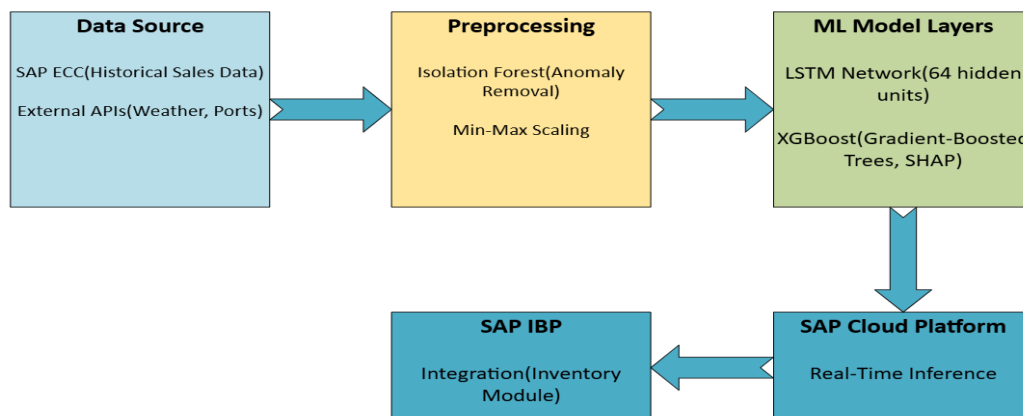 Data Source
SAP ECC(Historical Sales Data)
External APIs(Weather, Ports)
Preprocessing
Isolation Forest(Anomaly
Removal)
Min-Max Scaling
ML Model Layers
LSTM Network(64 hidden
units)
XGBoost(Gradient-Boosted
Trees, SHAP)
SAP IBP
Integration(Inventory
Module)
SAP Cloud Platform
Real-Time Inference